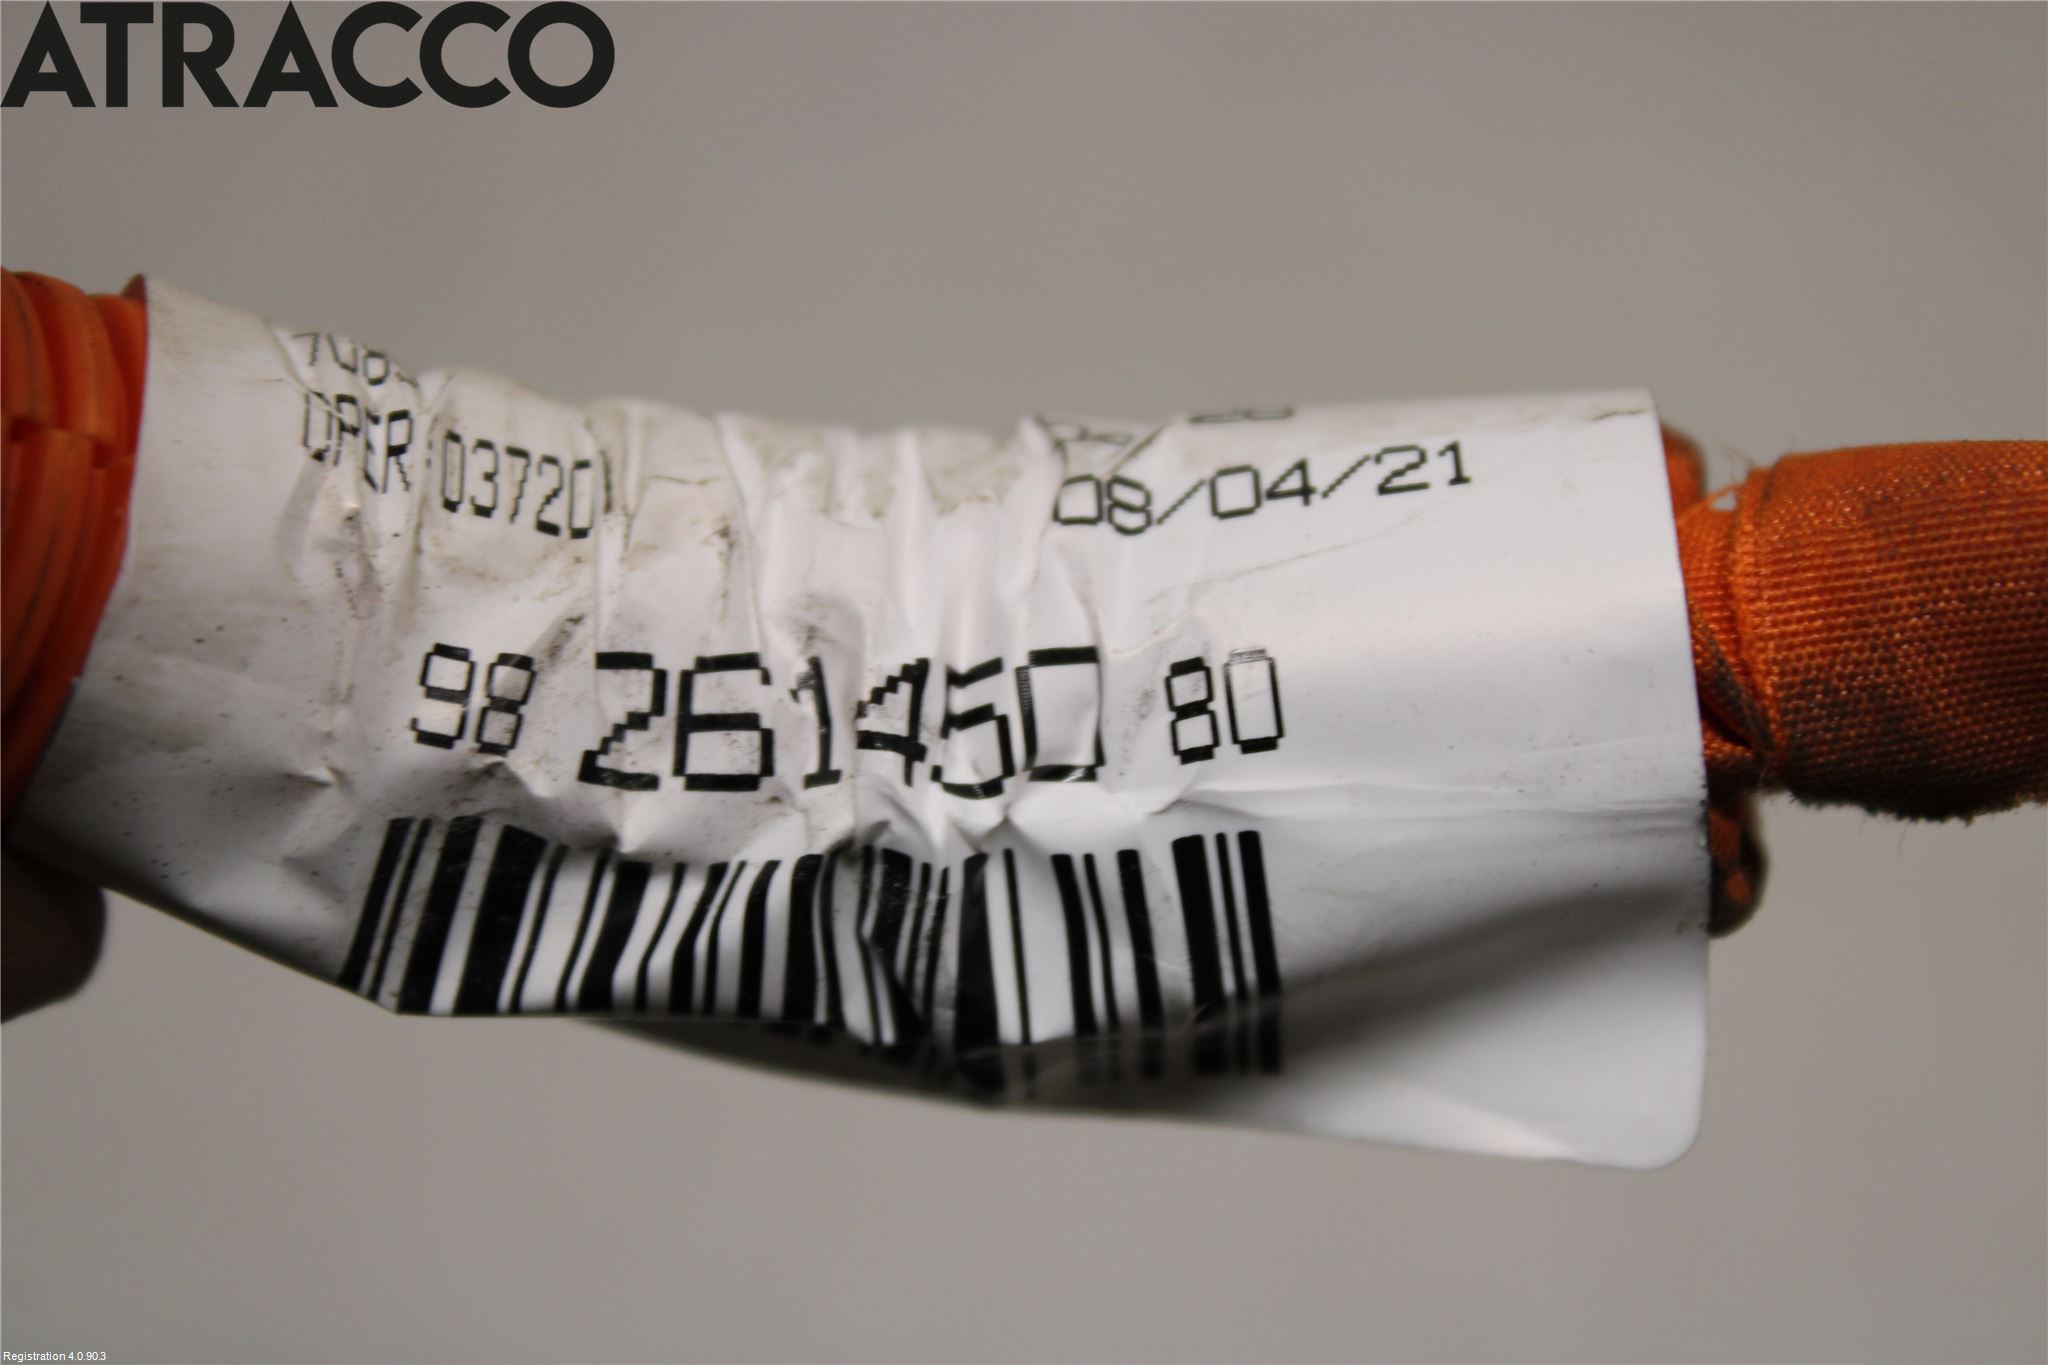 ATRACCO
OPER:03720
08/04/21
98 261450 80
Registration 4.0.90.3